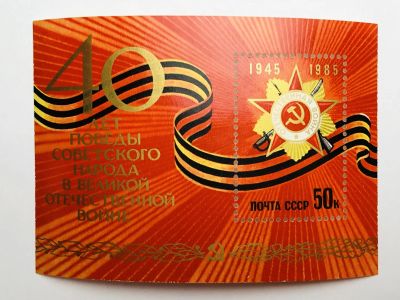 40
ЛЕТ
ПОБЕДЫ
СОВЕТСКОГО
НАРОДА
В ВЕЛИКОЙ
ОТЕЧЕСТВЕННОЙ
ВОЙНЕ
1945 1985
ПОЧТА СССР 50к